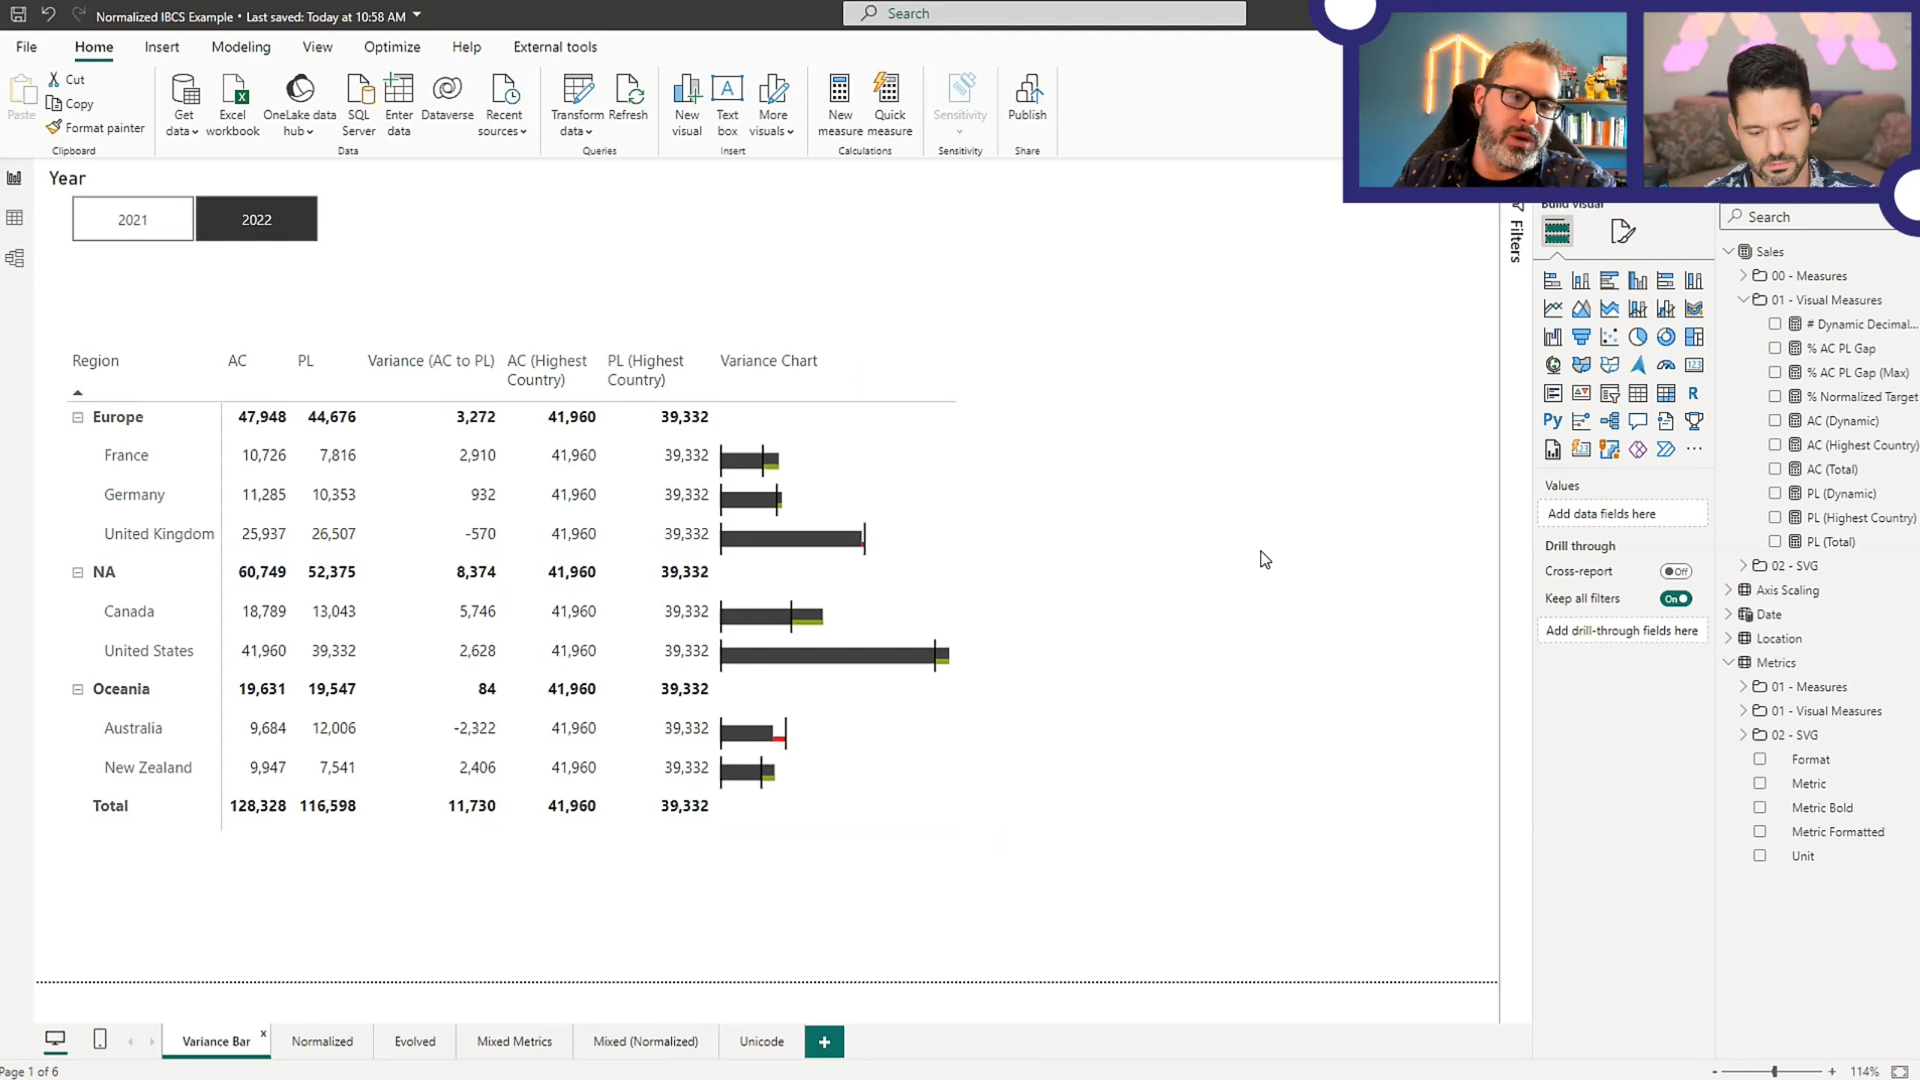 Normalized IBCS Example • Last saved: Today at 10:58 AM
Search
File Home Insert Modeling View Optimize Help External tools
Paste
Cut
Copy
Format painter
Clipboard
Get data
Excel workbook
OneLake data hub
SQL Server
Enter data
Dataverse
Recent sources
Data
Transform data
Refresh
Queries
New visual
Text box
More visuals
Insert
New measure
Quick measure
Calculations
Sensitivity
Sensitivity
Publish
Share
Year
2021 2022
Region AC PL Variance (AC to PL) AC (Highest Country) PL (Highest Country) Variance Chart
Europe 47,948 44,676 3,272 41,960 39,332
France 10,726 7,816 2,910 41,960 39,332
Germany 11,285 10,353 932 41,960 39,332
United Kingdom 25,937 26,507 -570 41,960 39,332
NA 60,749 52,375 8,374 41,960 39,332
Canada 18,789 13,043 5,746 41,960 39,332
United States 41,960 39,332 2,628 41,960 39,332
Oceania 19,631 19,547 84 41,960 39,332
Australia 9,684 12,006 -2,322 41,960 39,332
New Zealand 9,947 7,541 2,406 41,960 39,332
Total 128,328 116,598 11,730 41,960 39,332
Filters
Build visual
123
R
Py
123
Values
Add data fields here
Drill through
Cross-report Off
Keep all filters On
Add drill-through fields here
Search
Sales
00 - Measures
01 - Visual Measures
# Dynamic Decimal...
% AC PL Gap
% AC PL Gap (Max)
% Normalized Target
AC (Dynamic)
AC (Highest Country)
AC (Total)
PL (Dynamic)
PL (Highest Country)
PL (Total)
02 - SVG
Axis Scaling
Date
Location
Metrics
01 - Measures
01 - Visual Measures
02 - SVG
Format
Metric
Metric Bold
Metric Formatted
Unit
Variance Bar x Normalized Evolved Mixed Metrics Mixed (Normalized) Unicode +
Page 1 of 6
- + 114%